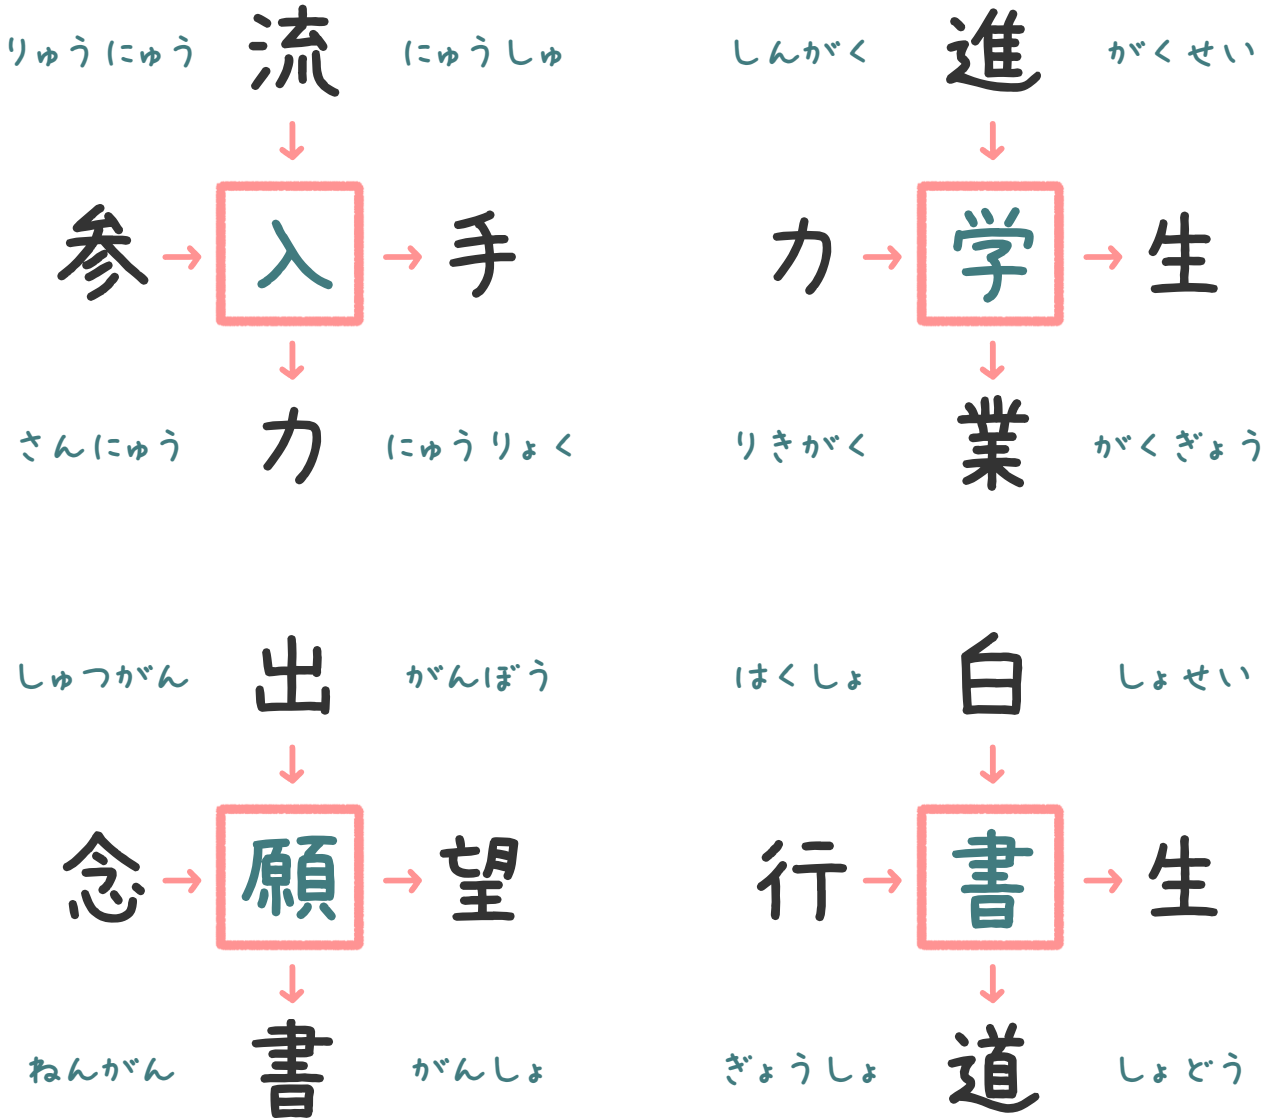 りゅうにゅう 流 にゅうしゅ
↓
参 → 入 → 手
↓
さんにゅう 力 にゅうりょく
しんがく 進 がくせい
↓
力 → 学 → 生
↓
りきがく 業 がくぎょう
しゅつがん 出 がんぼう
↓
念 → 願 → 望
↓
ねんがん 書 がんしょ
はくしょ 白 しょせい
↓
行 → 書 → 生
↓
ぎょうしょ 道 しょどう